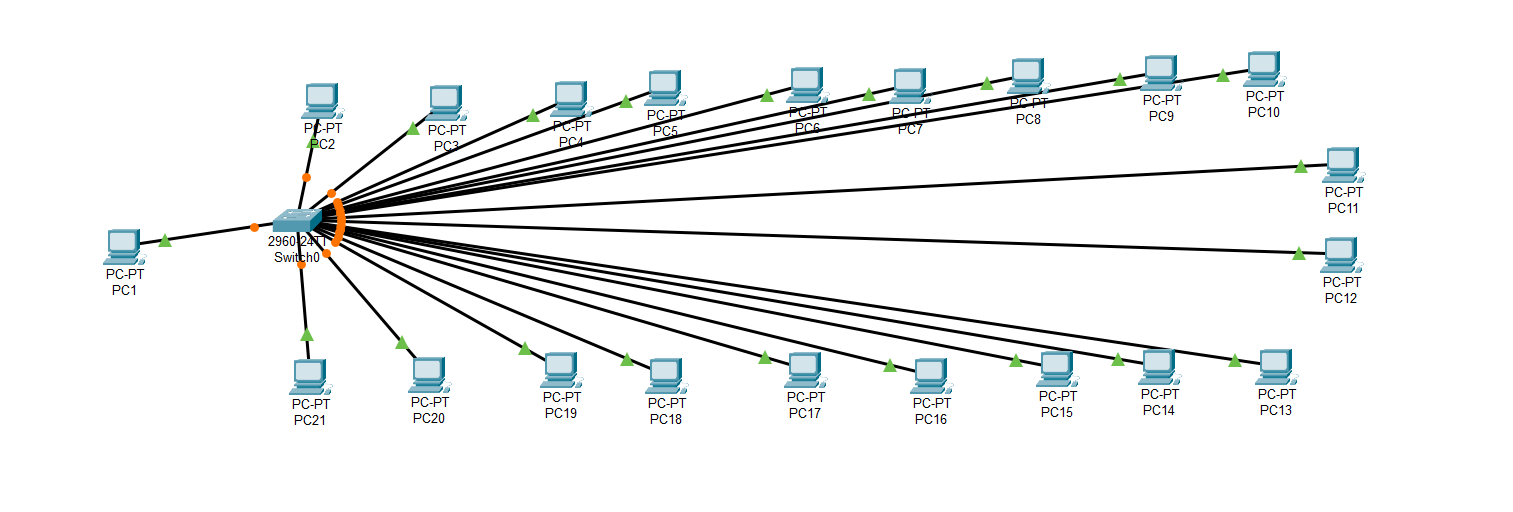 PC-PT
PC2
PC-PT
PC3
PC-PT
PC4
PC-PT
PC5
PC-PT
PC6
PC-PT
PC7
PC-PT
PC8
PC-PT
PC9
PC-PT
PC10
PC-PT
PC11
2960-24TT
Switch0
PC-PT
PC1
PC-PT
PC12
PC-PT
PC21
PC-PT
PC20
PC-PT
PC19
PC-PT
PC18
PC-PT
PC17
PC-PT
PC16
PC-PT
PC15
PC-PT
PC14
PC-PT
PC13